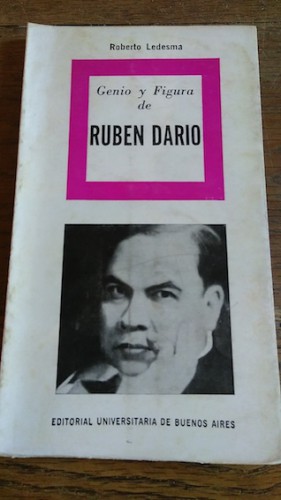 Roberto Ledesma
Genio y Figura
de
RUBEN DARIO
EDITORIAL UNIVERSITARIA DE BUENOS AIRES